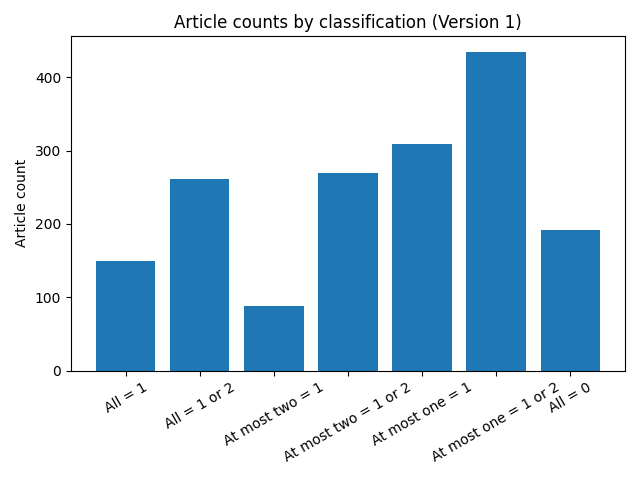 Article counts by classification (Version 1)
Article count
400
300
200
100
0
All = 1
All = 1 or 2
At most two = 1
At most two = 1 or 2
At most one = 1
At most one = 1 or 2
All = 0